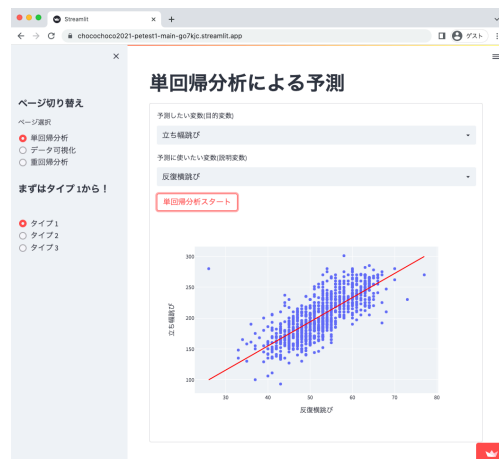 Streamlit
chocochoco2021-petest1-main-go7kjc.streamlit.app
ゲスト
ページ切り替え
ページ選択
単回帰分析
データ可視化
重回帰分析
まずはタイプ1から！
タイプ1
タイプ2
タイプ3
単回帰分析による予測
予測したい変数(目的変数)
立ち幅跳び
予測に使いたい変数(説明変数)
反復横跳び
単回帰分析スタート
300
250
200
150
100
立ち幅跳び
30 40 50 60 70 80
反復横跳び